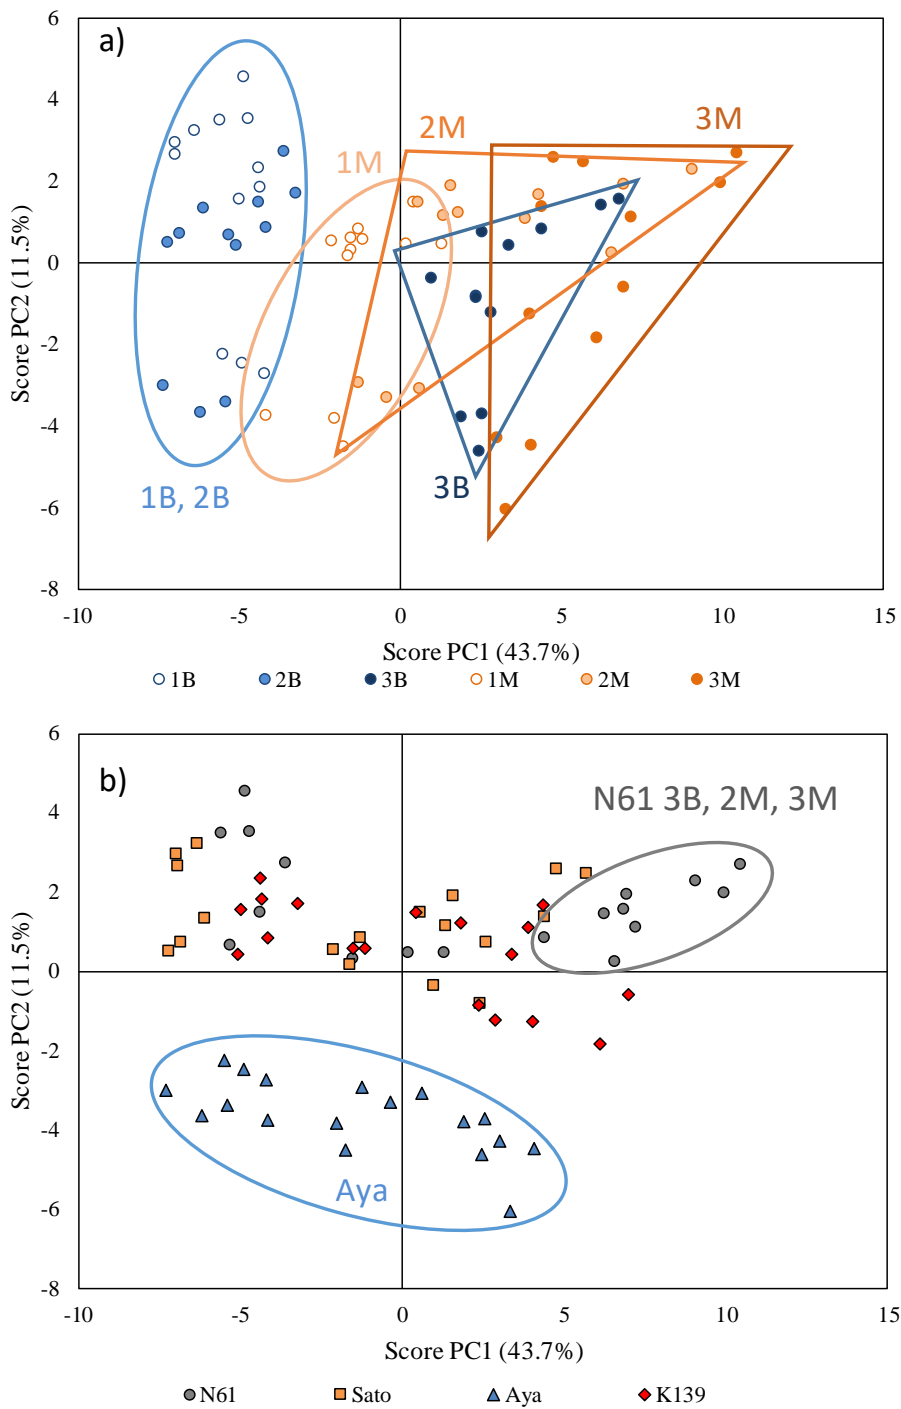 6
a)
4
2M
3M
1M
2
0
-2
-4
3B
1B, 2B
-6
-8
-10
-5
0
5
10
15
Score PC2 (11.5%)
Score PC1 (43.7%)
1B
2B
3B
1M
2M
3M
6
b)
N61 3B, 2M, 3M
4
2
0
-2
-4
Aya
-6
-8
-10
-5
0
5
10
15
Score PC2 (11.5%)
Score PC1 (43.7%)
N61
Sato
Aya
K139